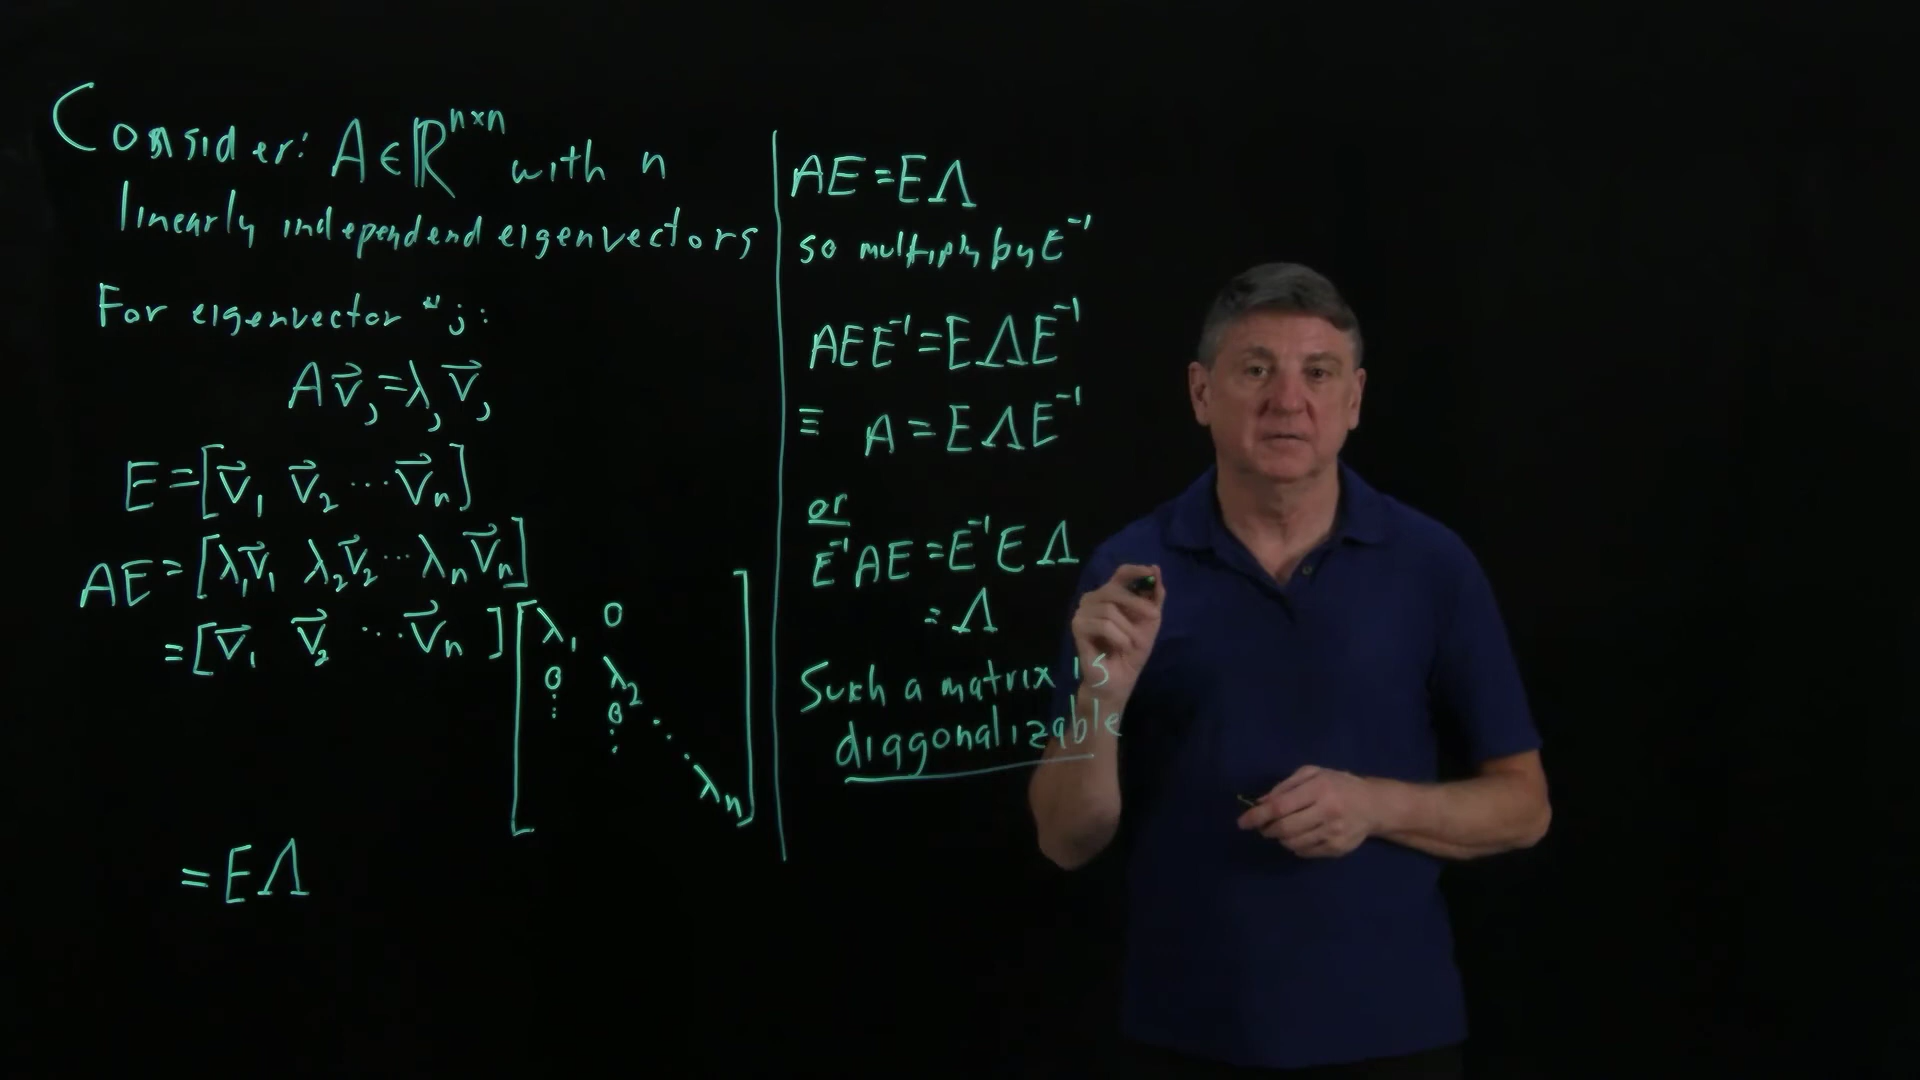 Consider: A∈ℝⁿˣⁿ with n
linearly independend eigenvectors
For eigenvector "j:
Av⃗ⱼ=λⱼv⃗ⱼ
E=[v⃗₁ v⃗₂ ⋯ v⃗ₙ]
AE=[λ₁v⃗₁ λ₂v⃗₂ ⋯ λₙv⃗ₙ]
=[v⃗₁ v⃗₂ ⋯ v⃗ₙ][λ₁ 0
0 λ₂
⋮ 0 ⋱
⋮
λₙ]
=EΛ
AE=EΛ
so multiply by E⁻¹
AEE⁻¹=EΛE⁻¹
≡ A=EΛE⁻¹
or
E⁻¹AE=E⁻¹EΛ
=Λ
Such a matrix is
diagonalizable